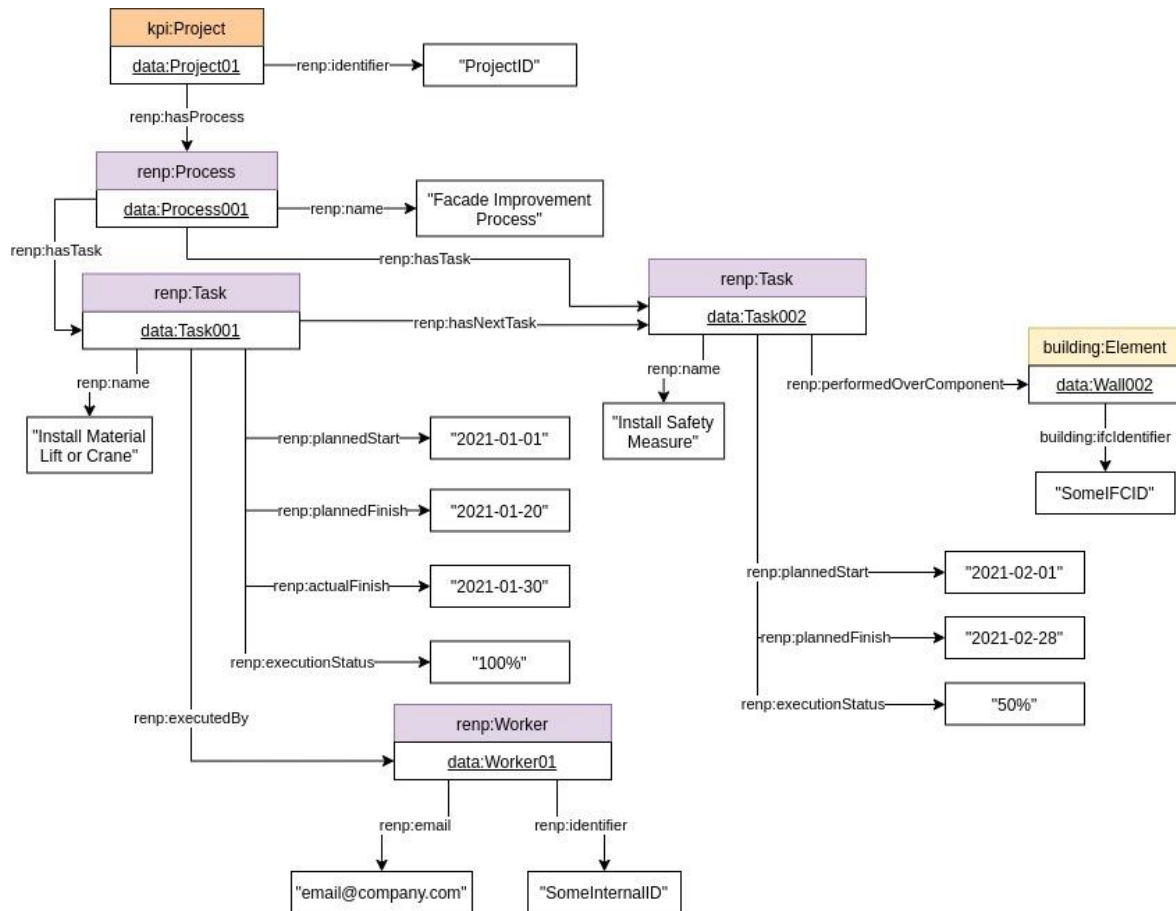 kpi:Project
data:Project01
renp:identifier
"ProjectID"
renp:hasProcess
renp:Process
data:Process001
renp:name
"Facade Improvement
Process"
renp:hasTask
renp:hasTask
renp:Task
data:Task001
renp:hasNextTask
renp:Task
data:Task002
renp:name
"Install Material
Lift or Crane"
renp:plannedStart
"2021-01-01"
renp:plannedFinish
"2021-01-20"
renp:actualFinish
"2021-01-30"
renp:executionStatus
"100%"
renp:name
"Install Safety
Measure"
renp:performedOverComponent
building:Element
data:Wall002
building:ifcIdentifier
"SomeIFCID"
renp:plannedStart
"2021-02-01"
renp:plannedFinish
"2021-02-28"
renp:executionStatus
"50%"
renp:executedBy
renp:Worker
data:Worker01
renp:email
"email@company.com"
renp:identifier
"SomeInternalID"